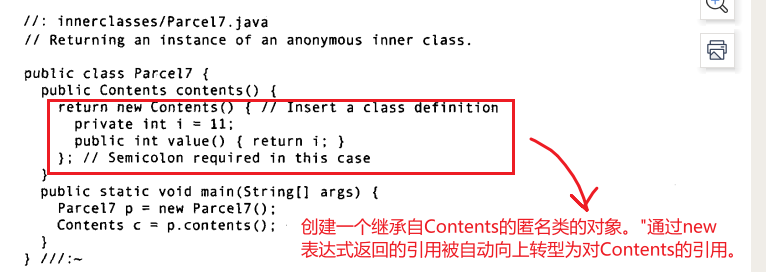 //: innerclasses/Parcel7.java
// Returning an instance of an anonymous inner class.
public class Parcel7 {
public Contents contents() {
return new Contents() { // Insert a class definition
private int i = 11;
public int value() { return i; }
}; // Semicolon required in this case
}
public static void main(String[] args) {
Parcel7 p = new Parcel7();
Contents c = p.contents();
}
} ///:~
创建一个继承自Contents的匿名类的对象。"通过new
表达式返回的引用被自动向上转型为对Contents的引用。